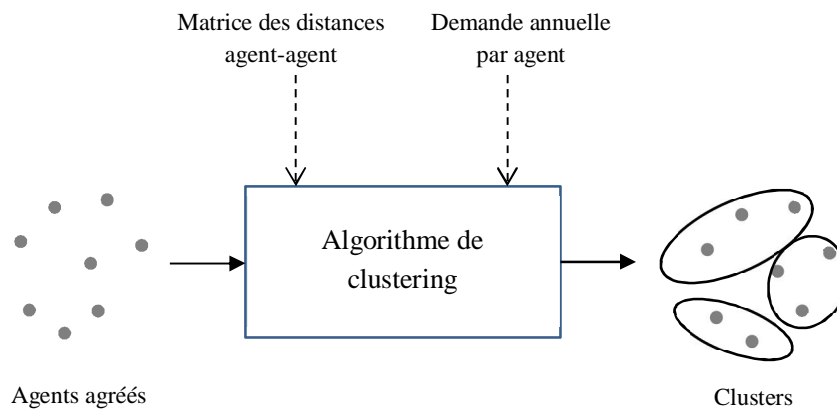 Matrice des distances
agent-agent
Demande annuelle
par agent
Algorithme de
clustering
Agents agréés
Clusters